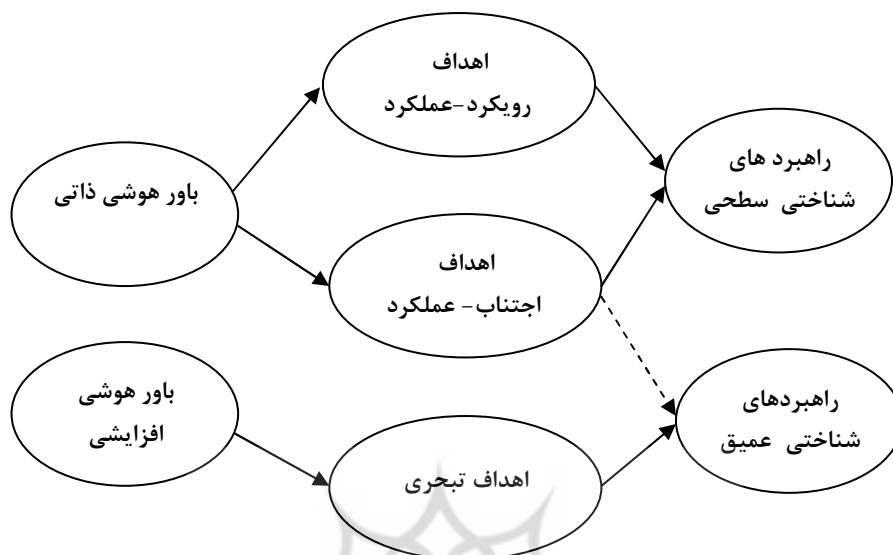 اهداف
رویکرد-عملکرد
راهبرد های
شناختی سطحی
باور هوشی ذاتی
اهداف
اجتناب- عملکرد
باور هوشی
افزایشی
راهبردهای
شناختی عمیق
اهداف تبحری